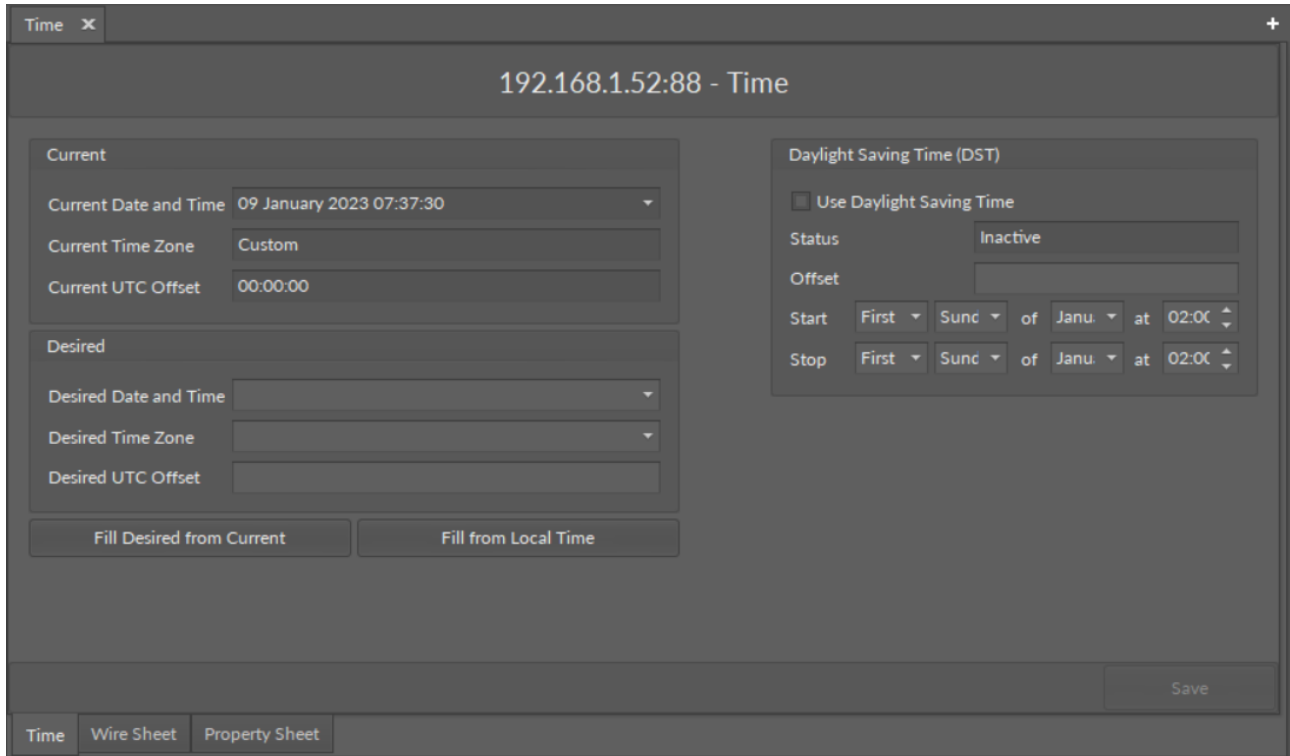 Time
192.168.1.52:88 - Time
Current
Current Date and Time 09 January 2023 07:37:30
Current Time Zone Custom
Current UTC Offset 00:00:00
Desired
Desired Date and Time
Desired Time Zone
Desired UTC Offset
Fill Desired from Current Fill from Local Time
Daylight Saving Time (DST)
Use Daylight Saving Time
Status Inactive
Offset
Start First Sund of Janu at 02:00
Stop First Sund of Janu at 02:00
Save
Time Wire Sheet Property Sheet